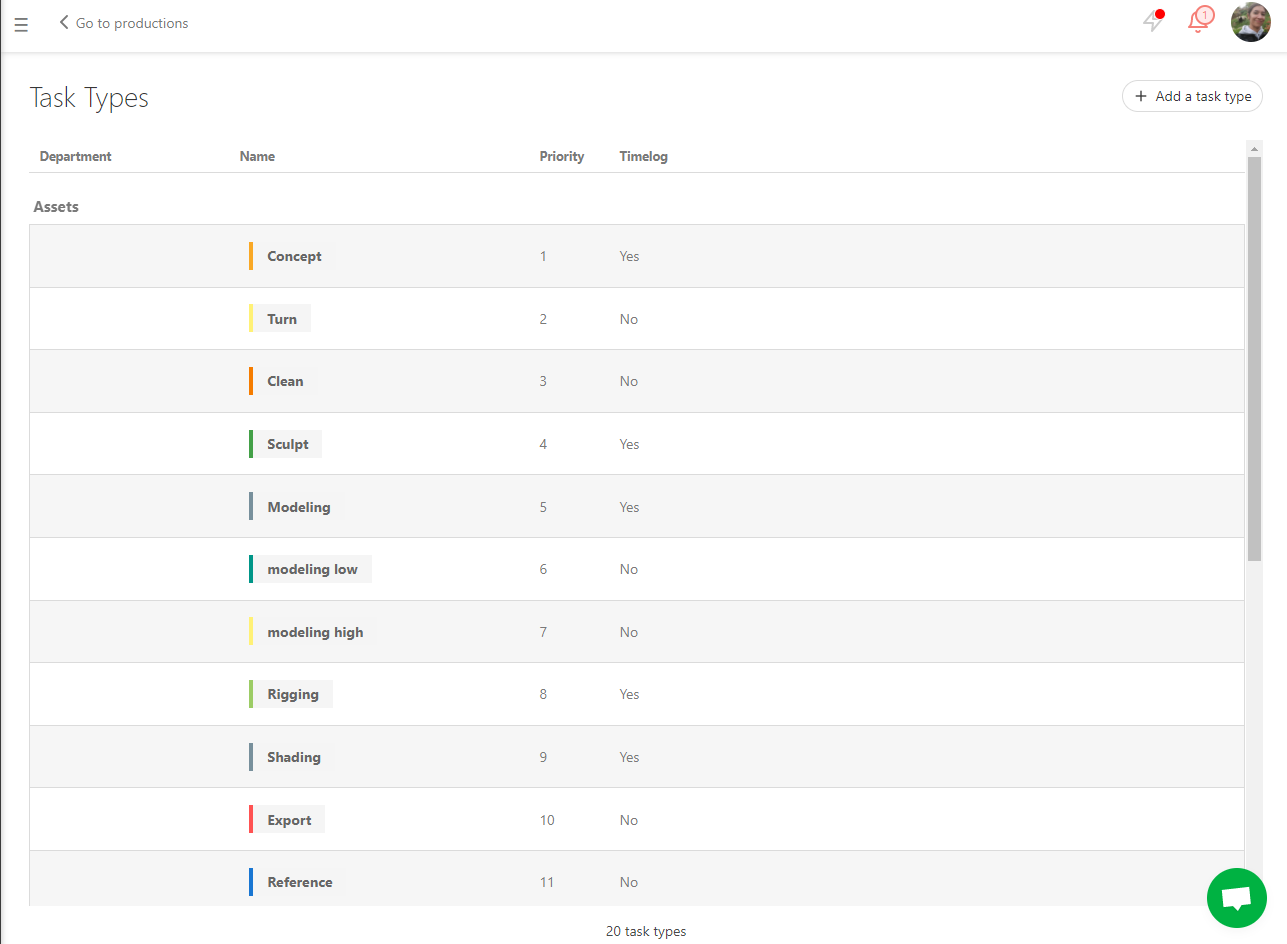 Go to productions
1
Task Types
+ Add a task type
Department Name Priority Timelog
Assets
Concept 1 Yes
Turn 2 No
Clean 3 No
Sculpt 4 Yes
Modeling 5 Yes
modeling low 6 No
modeling high 7 No
Rigging 8 Yes
Shading 9 Yes
Export 10 No
Reference 11 No
20 task types